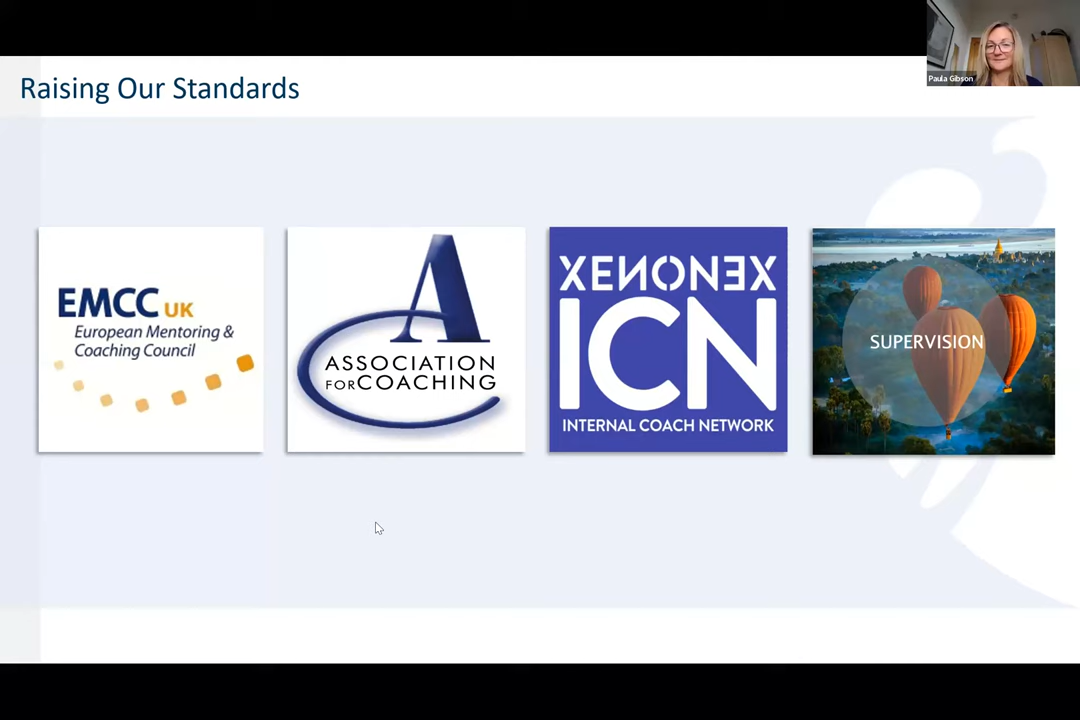 Paula Gibson
Raising Our Standards
EMCC UK
European Mentoring &
Coaching Council
A
ASSOCIATION
FOR COACHING
XENONEX
ICN
INTERNAL COACH NETWORK
SUPERVISION